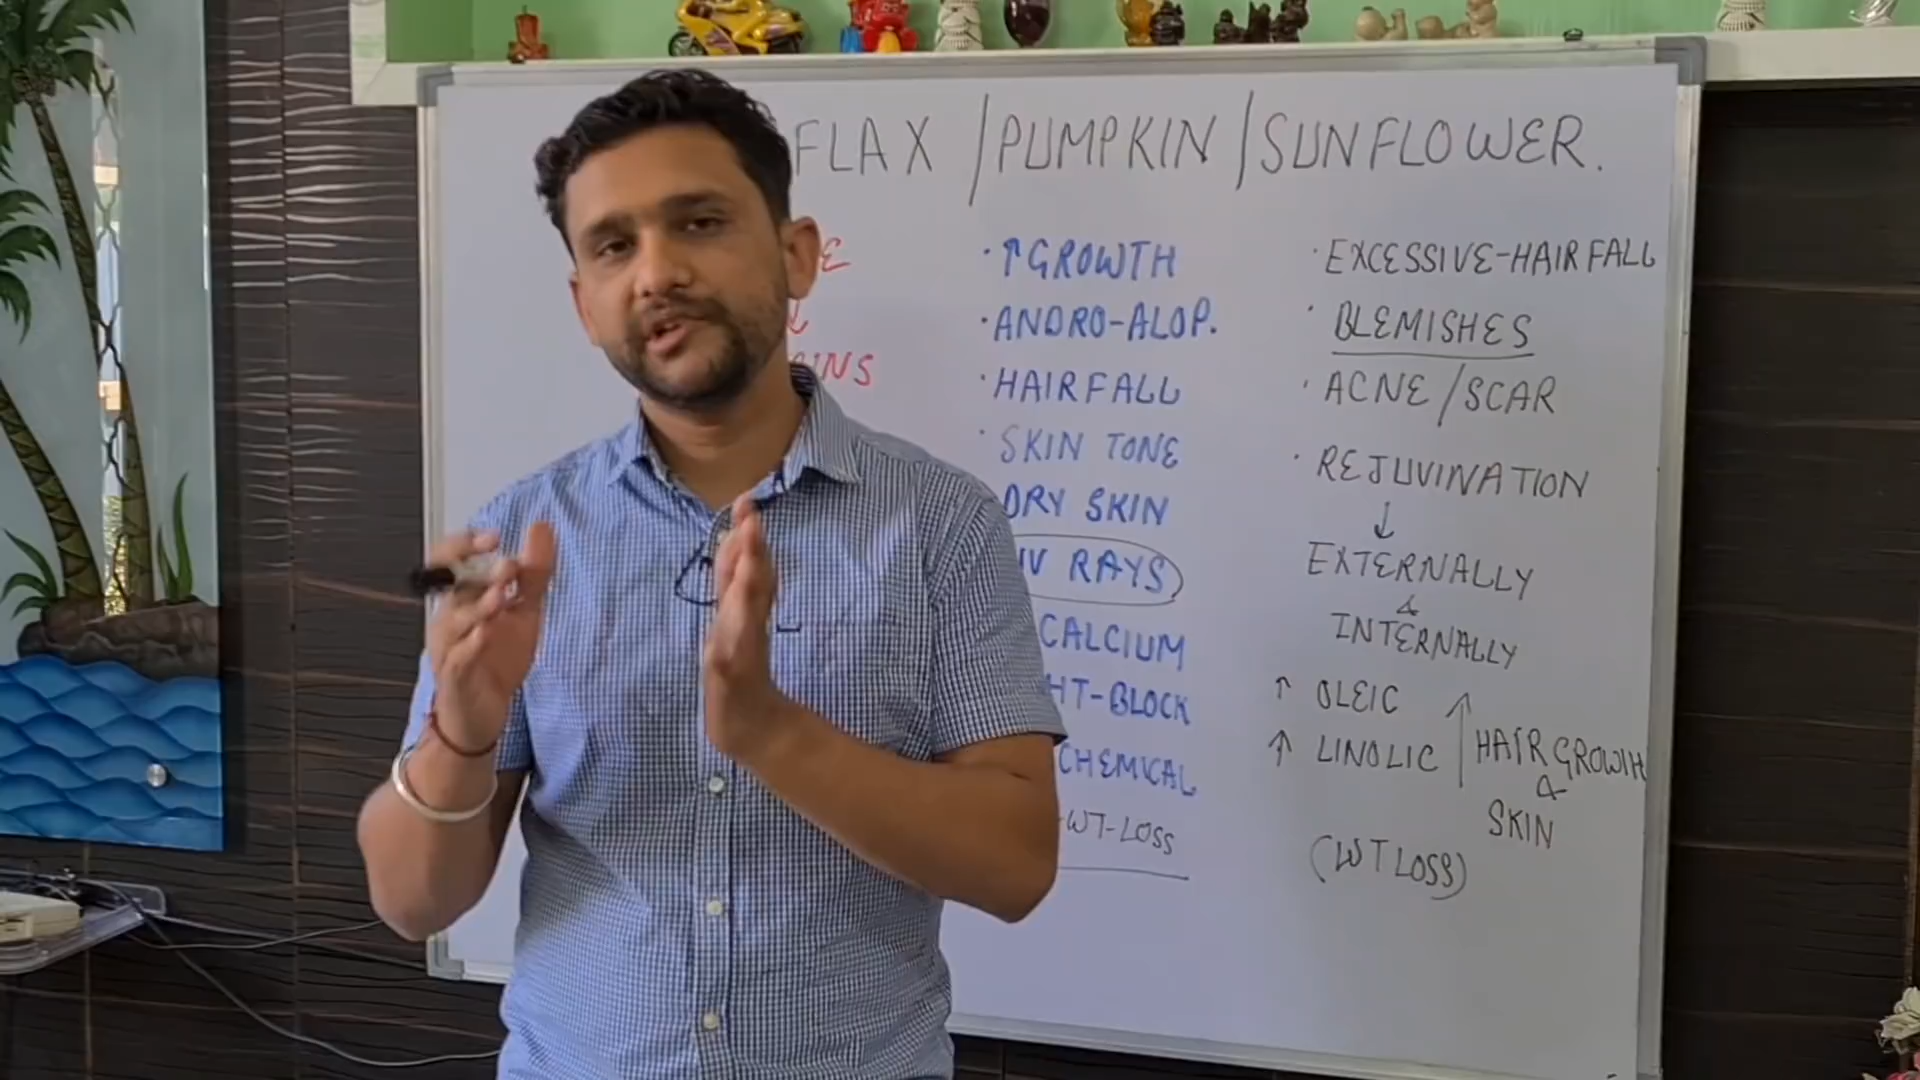 FLAX / PUMPKIN / SUNFLOWER.
· ↑ GROWTH
· ANDRO-ALOP.
· HAIRFALL
· SKIN TONE
DRY SKIN
RAYS
CALCIUM
HT-BLOCK
CHEMICAL
-WT-LOSS
· EXCESSIVE-HAIRFALL
· BLEMISHES
· ACNE / SCAR
· REJUVINATION
↓
EXTERNALLY
&
INTERNALLY
↑ OLEIC
↑ LINOLIC
HAIR GROWTH
&
SKIN
(WT LOSS)